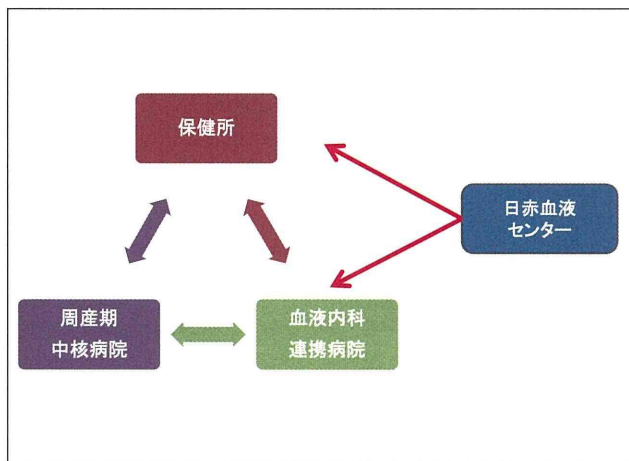 保健所
日赤血液
センター
周産期
中核病院
血液内科
連携病院